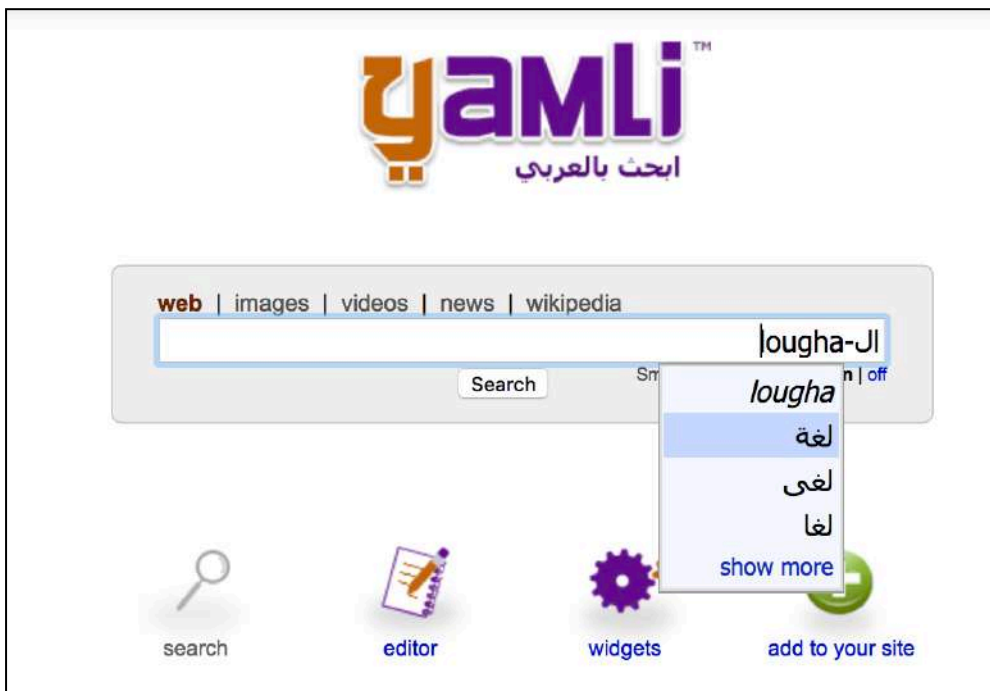 yamli™
ابحث بالعربي
web | images | videos | news | wikipedia
ال-lougha
Search
Sm
n | off
lougha
لغة
لغى
لغا
show more
search
editor
widgets
add to your site